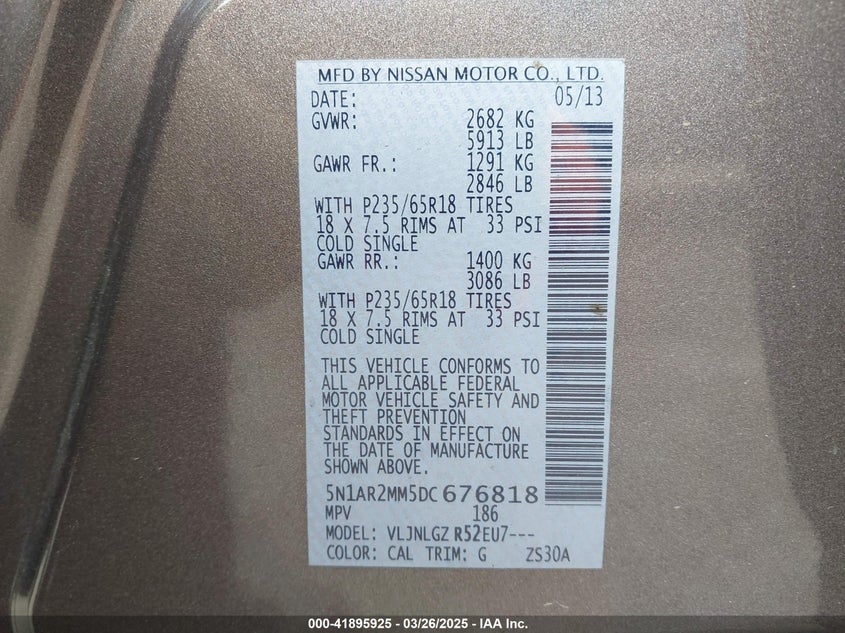 MFD BY NISSAN MOTOR CO., LTD.
DATE: 05/13
GVWR: 2682 KG
5913 LB
GAWR FR.: 1291 KG
2846 LB
WITH P235/65R18 TIRES
18 X 7.5 RIMS AT 33 PSI
COLD SINGLE
GAWR RR.: 1400 KG
3086 LB
WITH P235/65R18 TIRES
18 X 7.5 RIMS AT 33 PSI
COLD SINGLE
THIS VEHICLE CONFORMS TO
ALL APPLICABLE FEDERAL
MOTOR VEHICLE SAFETY AND
THEFT PREVENTION
STANDARDS IN EFFECT ON
THE DATE OF MANUFACTURE
SHOWN ABOVE.
5N1AR2MM5DC676818
MPV 186
MODEL: VLJNLGZ R52EU7---
COLOR: CAL TRIM: G ZS30A
000-41895925 - 03/26/2025 - IAA Inc.